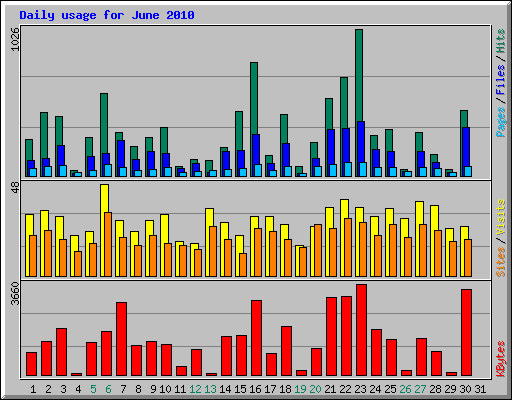 Daily usage for June 2010
1026
Pages / Files / Hits
48
Sites / Visits
3660
KBytes
1 2 3 4 5 6 7 8 9 10 11 12 13 14 15 16 17 18 19 20 21 22 23 24 25 26 27 28 29 30 31